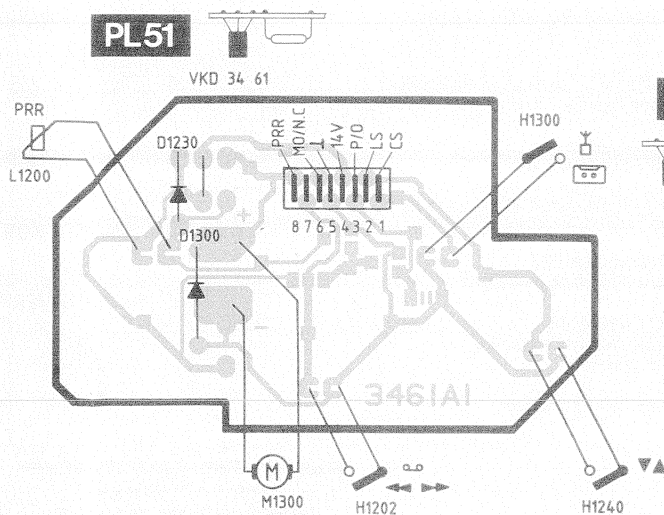 PL51
VKD 34 61
PRR
L1200
D1230
PRR
MO/N.C
⊥
14V
P/O
LS
CS
H1300
8 7 6 5 4 3 2 1
D1300
+
-
3461A1
M
M1300
H1202
H1240